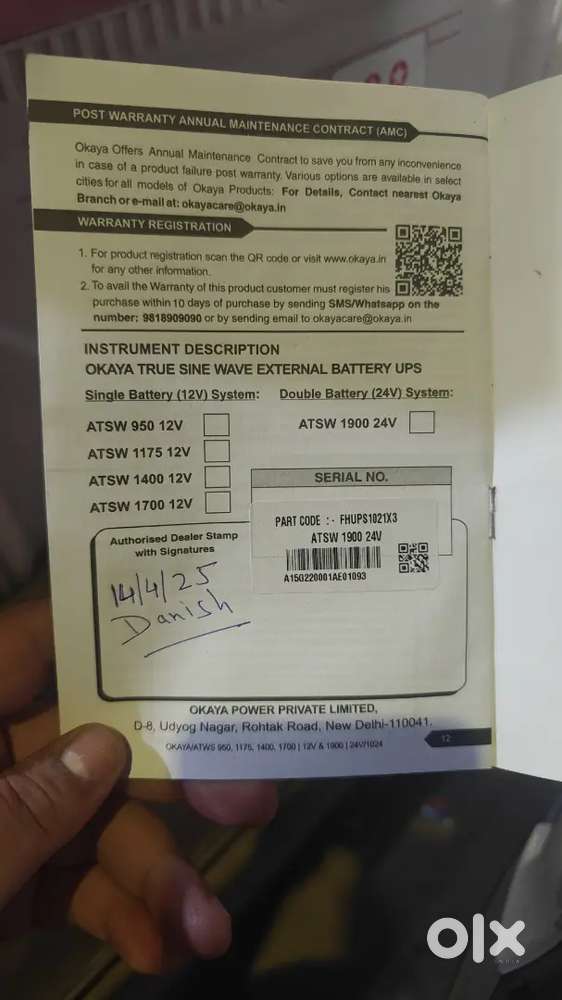 POST WARRANTY ANNUAL MAINTENANCE CONTRACT (AMC)
Okaya Offers Annual Maintenance Contract to save you from any inconvenience
in case of a product failure post warranty. Various options are available in select
cities for all models of Okaya Products: For Details, Contact nearest Okaya
Branch or e-mail at: okayacare@okaya.in
WARRANTY REGISTRATION
1. For product registration scan the QR code or visit www.okaya.in
for any other information.
2. To avail the Warranty of this product customer must register his
purchase within 10 days of purchase by sending SMS/Whatsapp on the
number: 9818909090 or by sending email to okayacare@okaya.in
INSTRUMENT DESCRIPTION
OKAYA TRUE SINE WAVE EXTERNAL BATTERY UPS
Single Battery (12V) System: Double Battery (24V) System:
ATSW 950 12V ATSW 1900 24V
ATSW 1175 12V
ATSW 1400 12V
ATSW 1700 12V
SERIAL NO.
PART CODE :- FHUPS1021X3
ATSW 1900 24V
A15G220001AE01093
Authorised Dealer Stamp
with Signatures
14/4/25
Danish
OKAYA POWER PRIVATE LIMITED,
D-8, Udyog Nagar, Rohtak Road, New Delhi-110041.
OKAYA/ATWS 950, 1175, 1400, 1700 | 12V & 1900 | 24V/1024
12
olx
INDIA